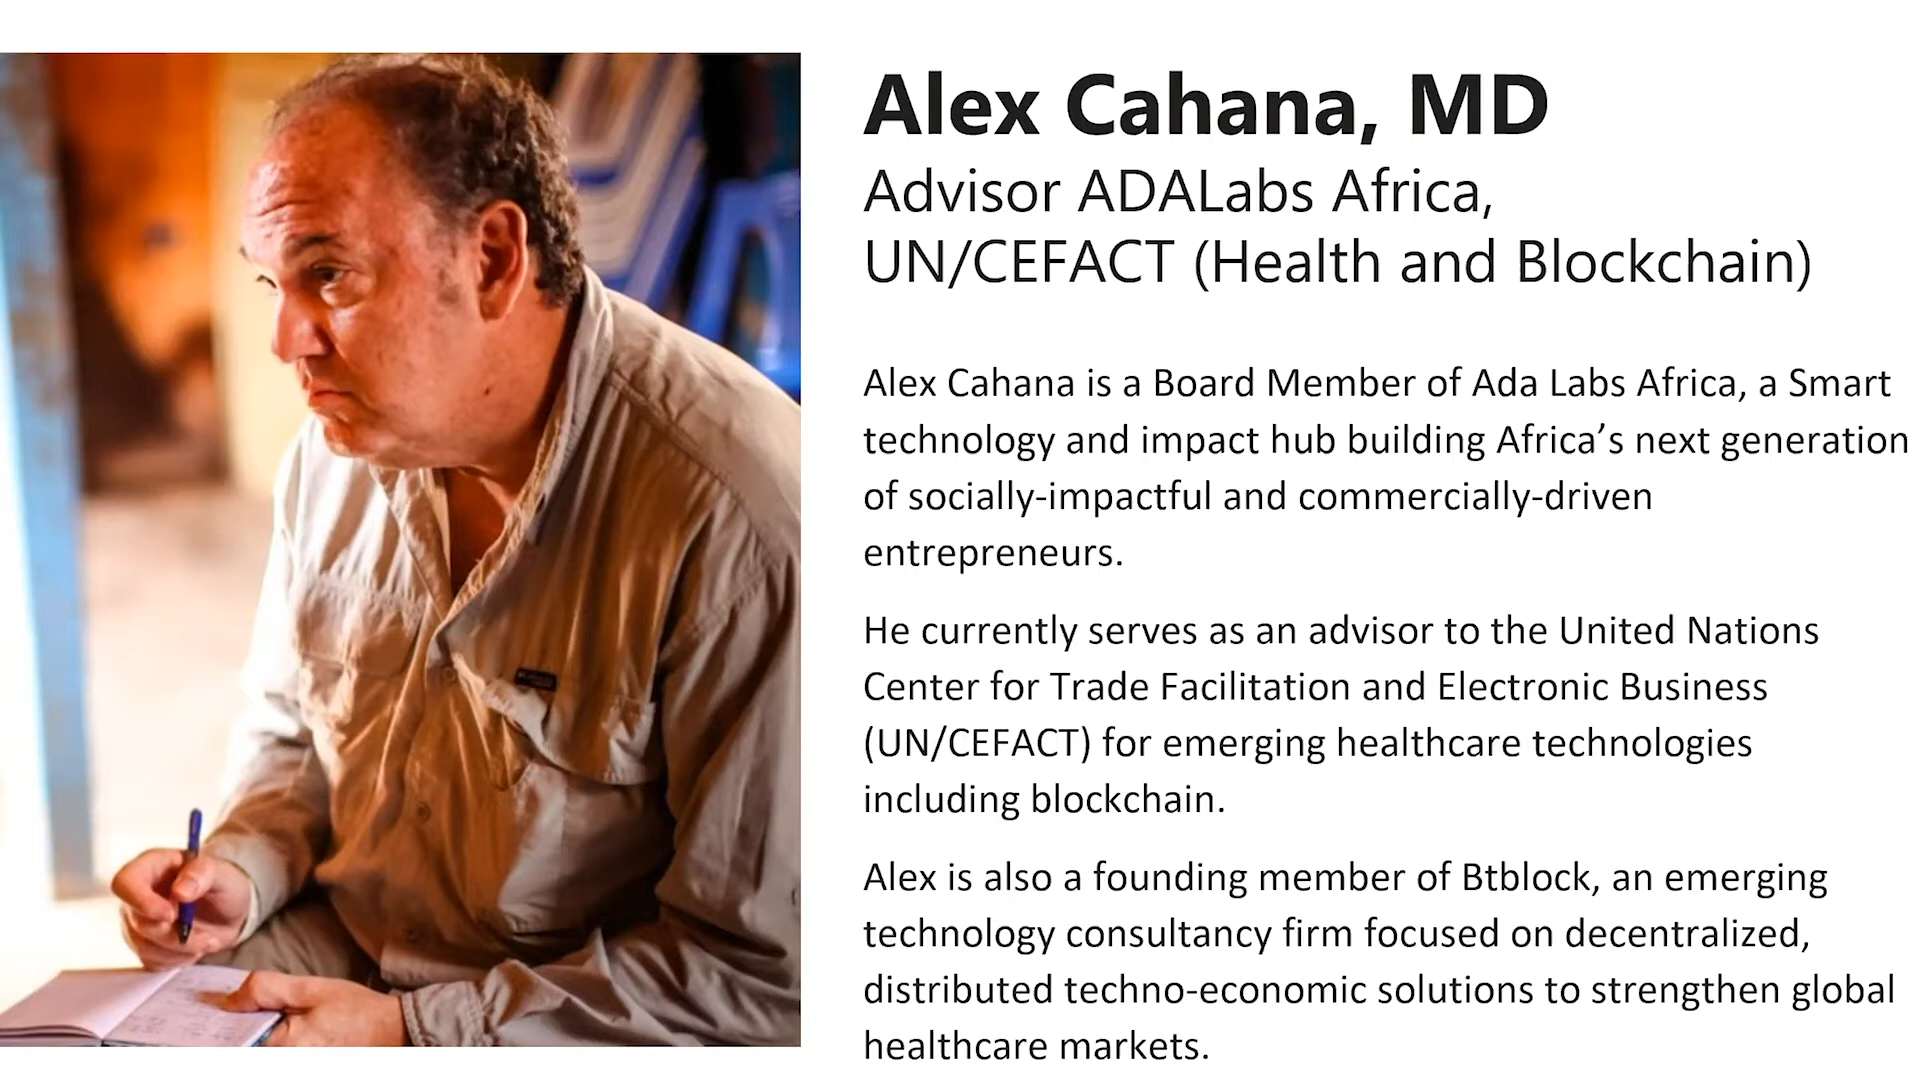 Alex Cahana, MD
Advisor ADALabs Africa,
UN/CEFACT (Health and Blockchain)
Alex Cahana is a Board Member of Ada Labs Africa, a Smart
technology and impact hub building Africa’s next generation
of socially-impactful and commercially-driven
entrepreneurs.
He currently serves as an advisor to the United Nations
Center for Trade Facilitation and Electronic Business
(UN/CEFACT) for emerging healthcare technologies
including blockchain.
Alex is also a founding member of Btblock, an emerging
technology consultancy firm focused on decentralized,
distributed techno-economic solutions to strengthen global
healthcare markets.